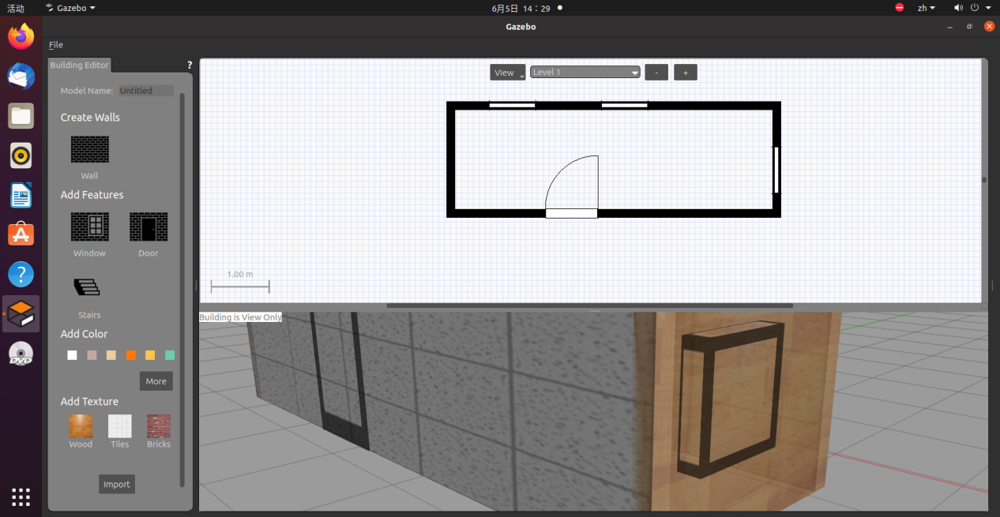 活动
Gazebo
6月5日 14：29
zh
Gazebo
File
Building Editor
?
Model Name: Untitled
Create Walls
Wall
Add Features
Window
Door
Stairs
Add Color
More
Add Texture
Wood
Tiles
Bricks
Import
View
Level 1
-
+
1.00 m
Building is View Only